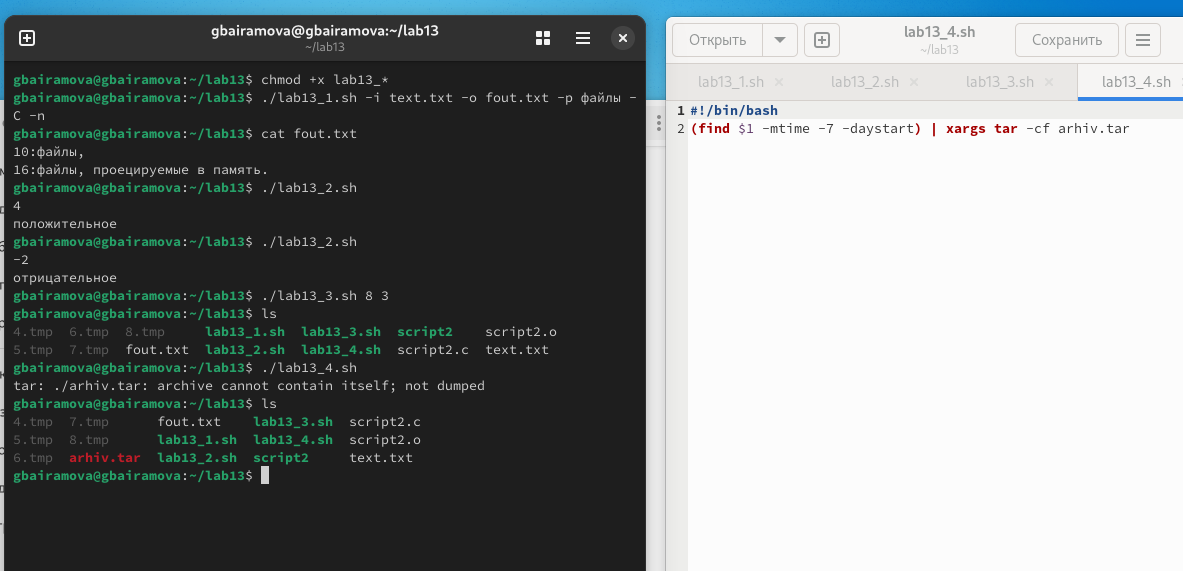 gbairamova@gbairamova:~/lab13
~/lab13
gbairamova@gbairamova:~/lab13$ chmod +x lab13_*
gbairamova@gbairamova:~/lab13$ ./lab13_1.sh -i text.txt -o fout.txt -p файлы -
C -n
gbairamova@gbairamova:~/lab13$ cat fout.txt
10:файлы,
16:файлы, проецируемые в память.
gbairamova@gbairamova:~/lab13$ ./lab13_2.sh
4
положительное
gbairamova@gbairamova:~/lab13$ ./lab13_2.sh
-2
отрицательное
gbairamova@gbairamova:~/lab13$ ./lab13_3.sh 8 3
gbairamova@gbairamova:~/lab13$ ls
4.tmp 6.tmp 8.tmp lab13_1.sh lab13_3.sh script2 script2.o
5.tmp 7.tmp fout.txt lab13_2.sh lab13_4.sh script2.c text.txt
gbairamova@gbairamova:~/lab13$ ./lab13_4.sh
tar: ./arhiv.tar: archive cannot contain itself; not dumped
gbairamova@gbairamova:~/lab13$ ls
4.tmp 7.tmp fout.txt lab13_3.sh script2.c
5.tmp 8.tmp lab13_1.sh lab13_4.sh script2.o
6.tmp arhiv.tar lab13_2.sh script2 text.txt
gbairamova@gbairamova:~/lab13$
Открыть
lab13_4.sh
~/lab13
Сохранить
lab13_1.sh lab13_2.sh lab13_3.sh lab13_4.sh
1 #!/bin/bash
2 (find $1 -mtime -7 -daystart) | xargs tar -cf arhiv.tar